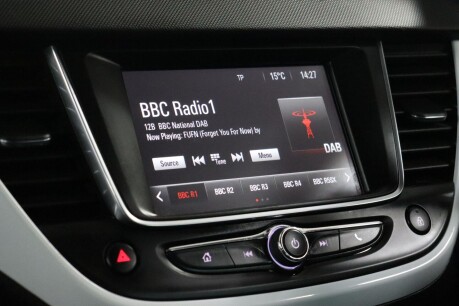 TP 15°C 14:27
BBC Radio1
12B BBC National DAB
Now Playing: FUFN (Forget You For Now) by
DAB
Source Tune Menu
BBC R1 BBC R2 BBC R3 BBC R4 BBC R5DX